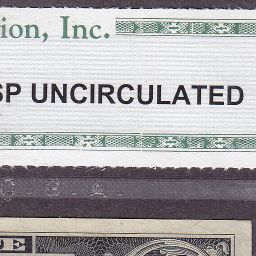 ion, Inc.
SP UNCIRCULATED